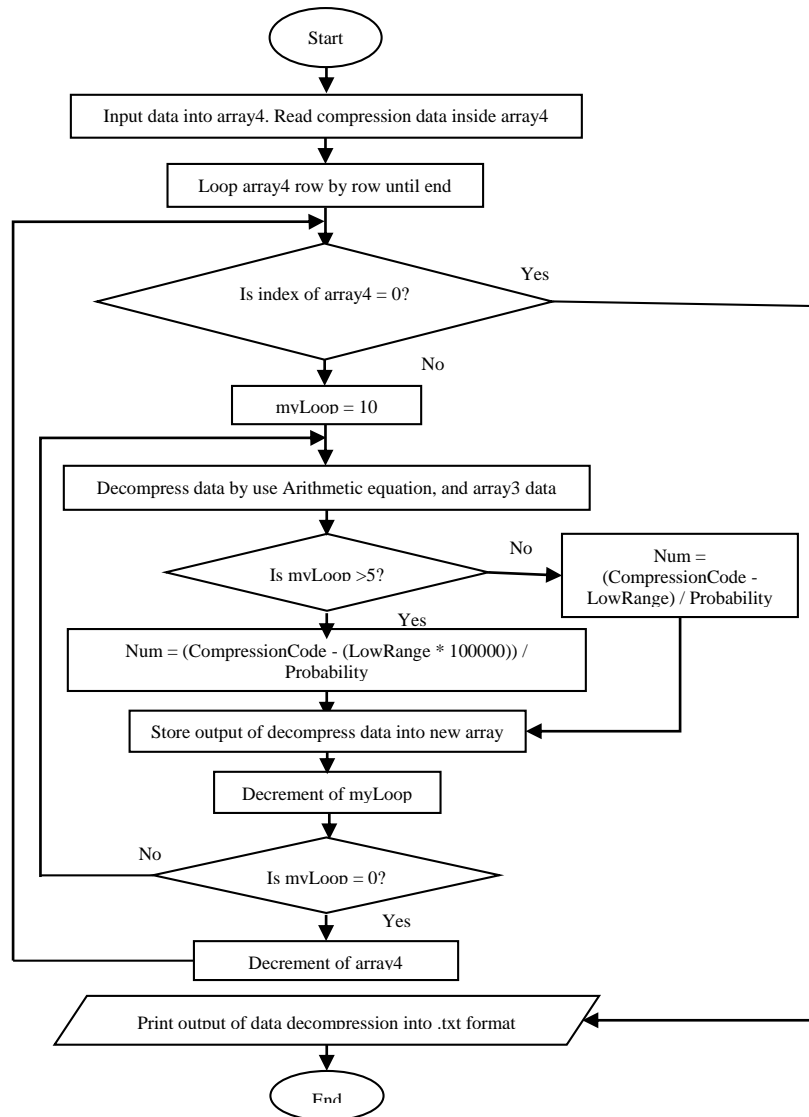 Start
Input data into array4. Read compression data inside array4
Loop array4 row by row until end
Is index of array4 = 0?
Yes
No
myLoop = 10
Decompress data by use Arithmetic equation, and array3 data
Is myLoop >5?
No
Num =
(CompressionCode -
LowRange) / Probability
Yes
Num = (CompressionCode - (LowRange * 100000)) /
Probability
Store output of decompress data into new array
Decrement of myLoop
Is myLoop = 0?
No
Yes
Decrement of array4
Print output of data decompression into .txt format
End